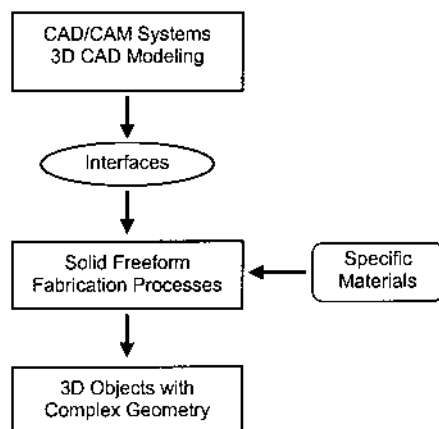 CAD/CAM Systems
3D CAD Modeling
Interfaces
Solid Freeform
Fabrication Processes
Specific
Materials
3D Objects with
Complex Geometry